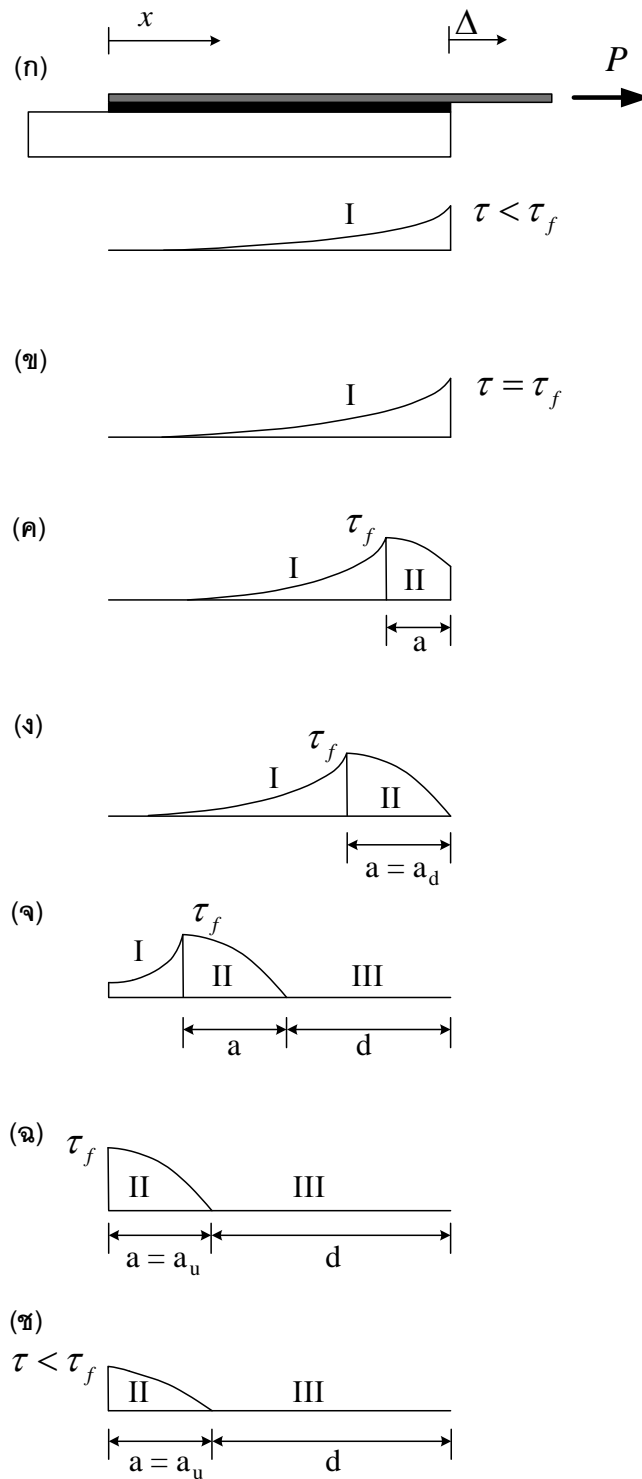 x Δ
(ก) P
I τ < τ_f
(ข)
I τ = τ_f
(ค) τ_f
I II
a
(ง) τ_f
I II
a = a_d
(จ) τ_f
I II III
a d
(ฉ)
τ_f
II III
a = a_u d
(ช)
τ < τ_f
II III
a = a_u d